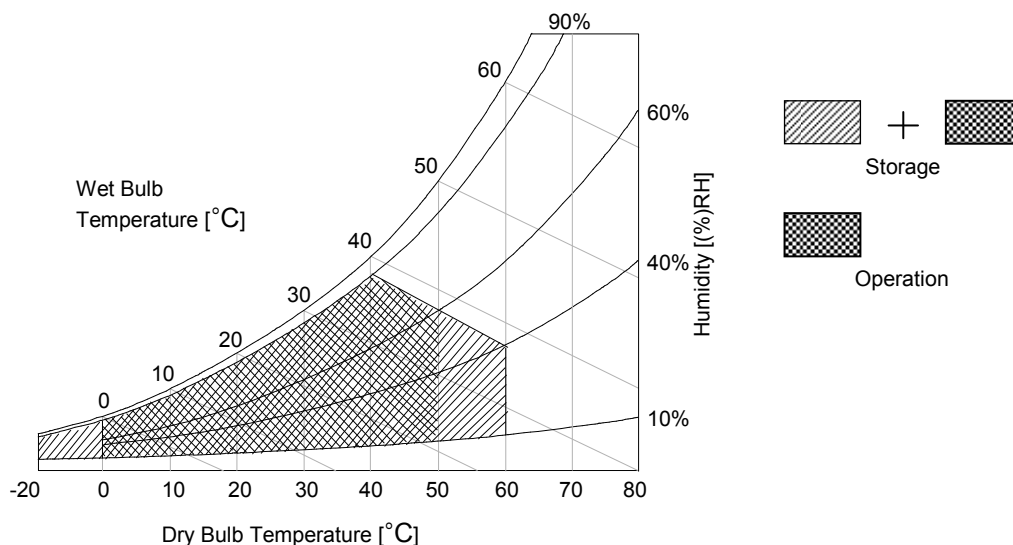 90%
60
60%
50
Wet Bulb
Temperature [°C]
Humidity [(%)RH]
40
40%
30
20
10
0
10%
-20 0 10 20 30 40 50 60 70 80
Dry Bulb Temperature [°C]
+
Storage
Operation